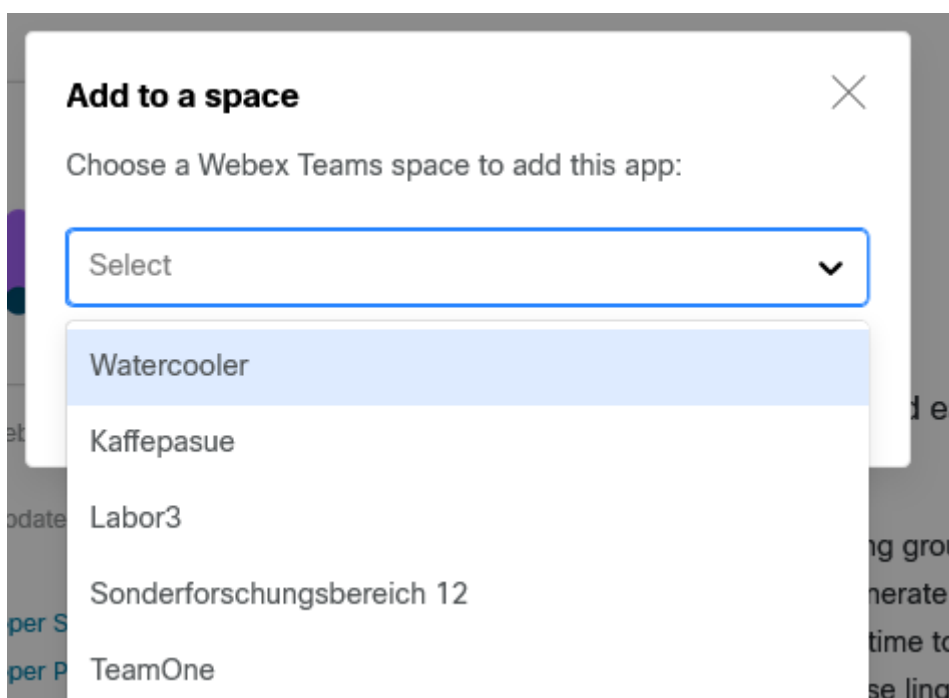 Add to a space
Choose a Webex Teams space to add this app:
Select
Watercooler
Kaffepasue
Labor3
Sonderforschungsbereich 12
TeamOne